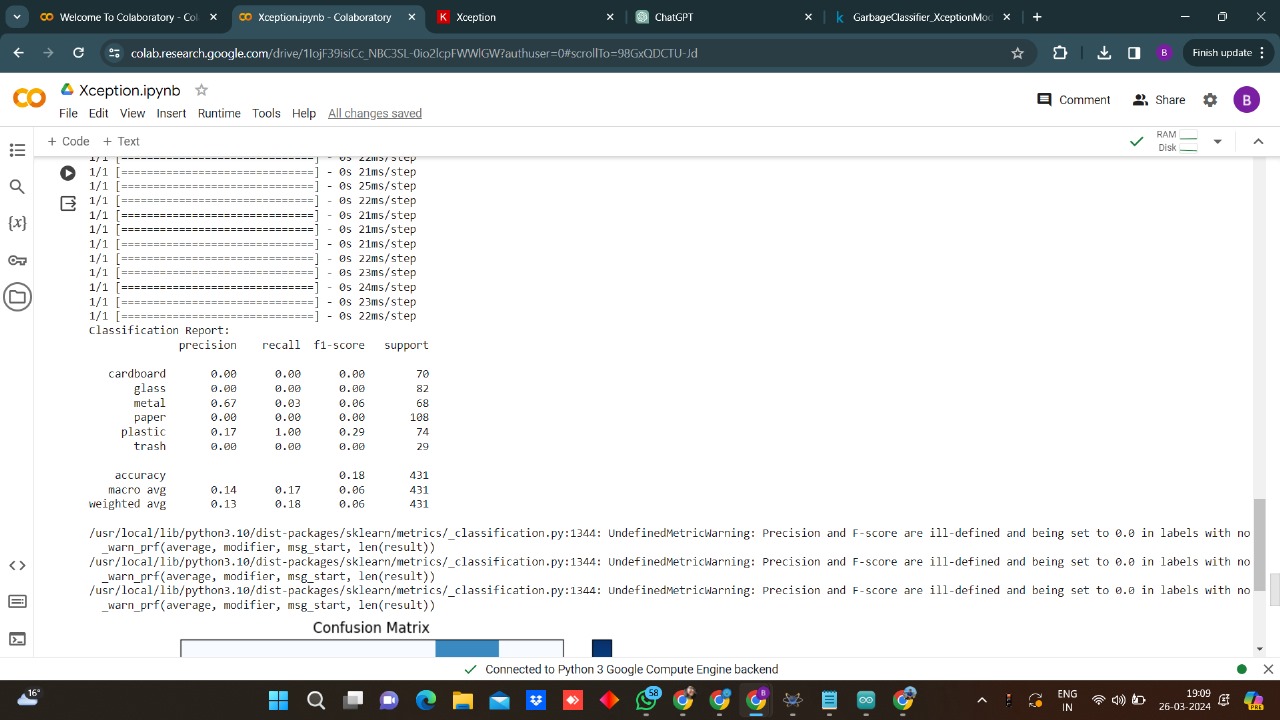 Welcome To Colaboratory - Col
Xception.ipynb - Colaboratory
Xception
ChatGPT
GarbageClassifier_XceptionMod
colab.research.google.com/drive/1IojF39isiCc_NBC3SL-0io2lcpFWWlGW?authuser=0#scrollTo=98GxQDCTU-Jd
B
Finish update
Xception.ipynb
Comment
Share
B
File Edit View Insert Runtime Tools Help All changes saved
+ Code + Text
RAM
Disk
1/1 [==============================] - 0s 22ms/step
1/1 [==============================] - 0s 21ms/step
1/1 [==============================] - 0s 25ms/step
1/1 [==============================] - 0s 22ms/step
1/1 [==============================] - 0s 21ms/step
1/1 [==============================] - 0s 21ms/step
1/1 [==============================] - 0s 21ms/step
1/1 [==============================] - 0s 22ms/step
1/1 [==============================] - 0s 23ms/step
1/1 [==============================] - 0s 24ms/step
1/1 [==============================] - 0s 23ms/step
1/1 [==============================] - 0s 22ms/step
Classification Report:
precision recall f1-score support
cardboard 0.00 0.00 0.00 70
glass 0.00 0.00 0.00 82
metal 0.67 0.03 0.06 68
paper 0.00 0.00 0.00 108
plastic 0.17 1.00 0.29 74
trash 0.00 0.00 0.00 29
accuracy 0.18 431
macro avg 0.14 0.17 0.06 431
weighted avg 0.13 0.18 0.06 431
/usr/local/lib/python3.10/dist-packages/sklearn/metrics/_classification.py:1344: UndefinedMetricWarning: Precision and F-score are ill-defined and being set to 0.0 in labels with no
_warn_prf(average, modifier, msg_start, len(result))
/usr/local/lib/python3.10/dist-packages/sklearn/metrics/_classification.py:1344: UndefinedMetricWarning: Precision and F-score are ill-defined and being set to 0.0 in labels with no
_warn_prf(average, modifier, msg_start, len(result))
/usr/local/lib/python3.10/dist-packages/sklearn/metrics/_classification.py:1344: UndefinedMetricWarning: Precision and F-score are ill-defined and being set to 0.0 in labels with no
_warn_prf(average, modifier, msg_start, len(result))
Confusion Matrix
Connected to Python 3 Google Compute Engine backend
16°
58
ENG
IN
19:09
26-03-2024